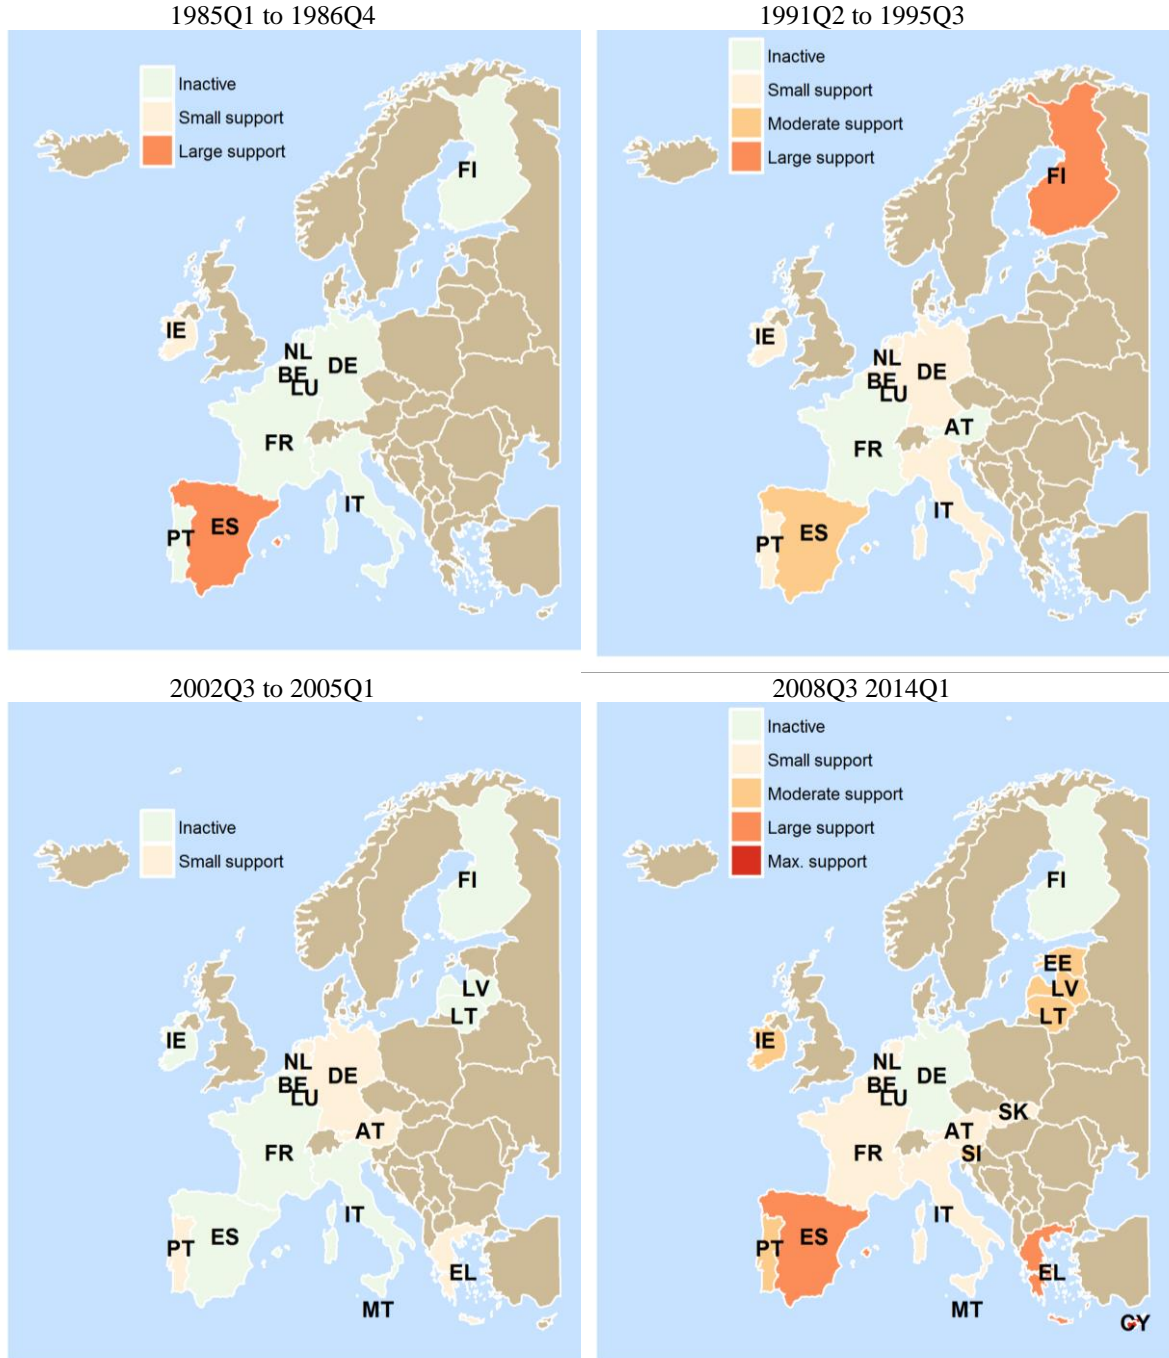 1985Q1 to 1986Q4
Inactive
Small support
Large support
FI
IE
NL
DE
BE
LU
FR
IT
ES
PT
1991Q2 to 1995Q3
Inactive
Small support
Moderate support
Large support
FI
IE
NL
DE
BE
LU
AT
FR
IT
ES
PT
2002Q3 to 2005Q1
Inactive
Small support
FI
LV
LT
IE
NL
DE
BE
LU
AT
FR
IT
ES
PT
EL
MT
2008Q3 2014Q1
Inactive
Small support
Moderate support
Large support
Max. support
FI
EE
LV
LT
IE
NL
DE
BE
LU
SK
AT
FR
SI
IT
ES
PT
EL
MT
CY